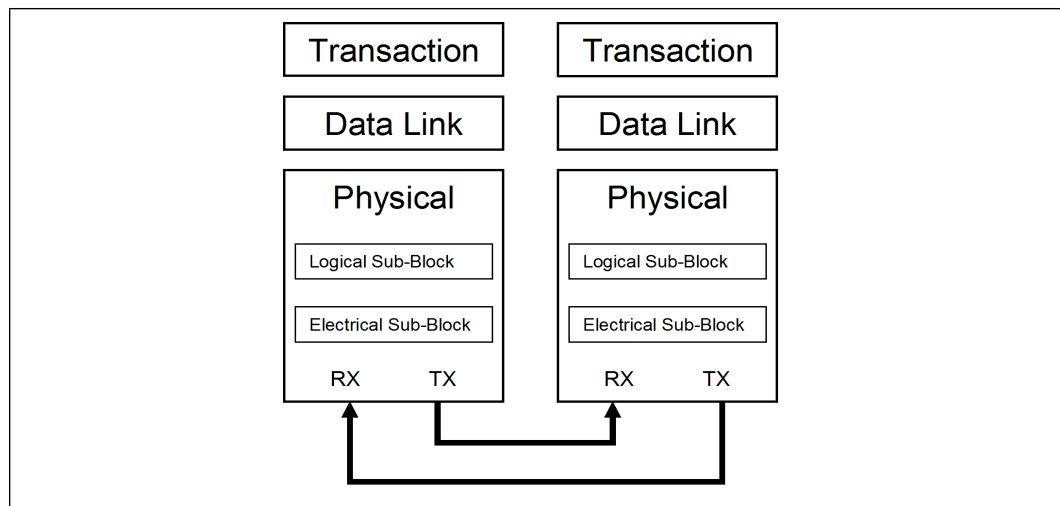 Transaction
Data Link
Physical
Logical Sub-Block
Electrical Sub-Block
RX TX
Transaction
Data Link
Physical
Logical Sub-Block
Electrical Sub-Block
RX TX